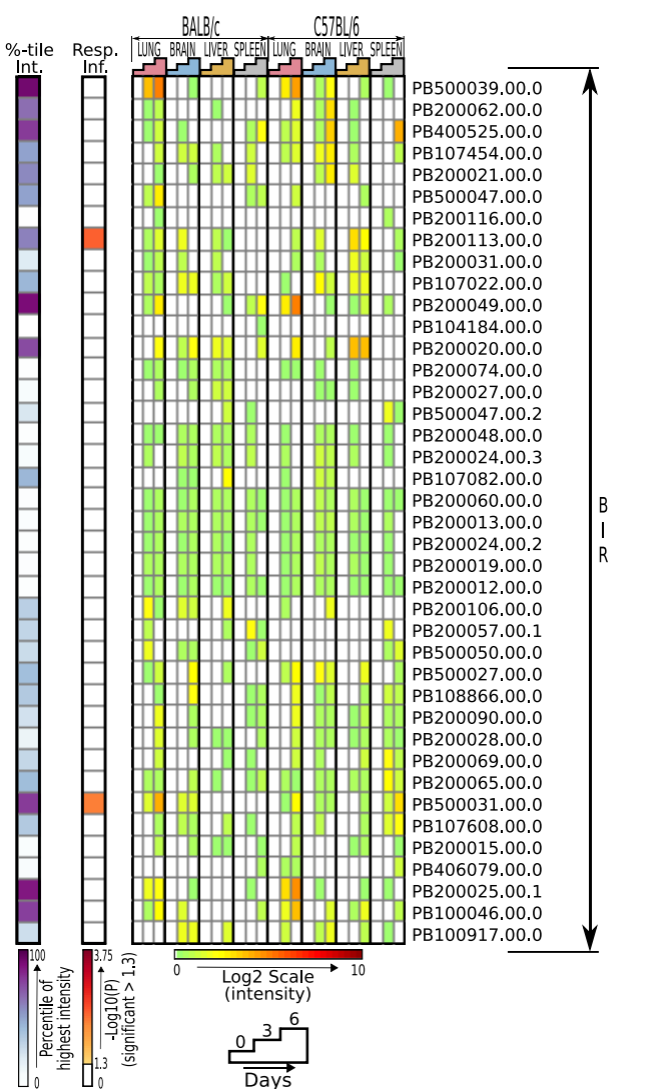 BALB/c C57BL/6
%-tile Int. Resp. Inf. LUNG BRAIN LIVER SPLEEN LUNG BRAIN LIVER SPLEEN
PB500039.00.0
PB200062.00.0
PB400525.00.0
PB107454.00.0
PB200021.00.0
PB500047.00.0
PB200116.00.0
PB200113.00.0
PB200031.00.0
PB107022.00.0
PB200049.00.0
PB104184.00.0
PB200020.00.0
PB200074.00.0
PB200027.00.0
PB500047.00.2
PB200048.00.0
PB200024.00.3
PB107082.00.0
PB200060.00.0
PB200013.00.0
PB200024.00.2
PB200019.00.0
PB200012.00.0
PB200106.00.0
PB200057.00.1
PB500050.00.0
PB500027.00.0
PB108866.00.0
PB200090.00.0
PB200028.00.0
PB200069.00.0
PB200065.00.0
PB500031.00.0
PB107608.00.0
PB200015.00.0
PB406079.00.0
PB200025.00.1
PB100046.00.0
PB100917.00.0
B
I
R
100
Percentile of
highest intensity
0
3.75
-Log10(P)
(significant > 1.3)
1.3
0
0 10
Log2 Scale
(intensity)
0 3 6
Days